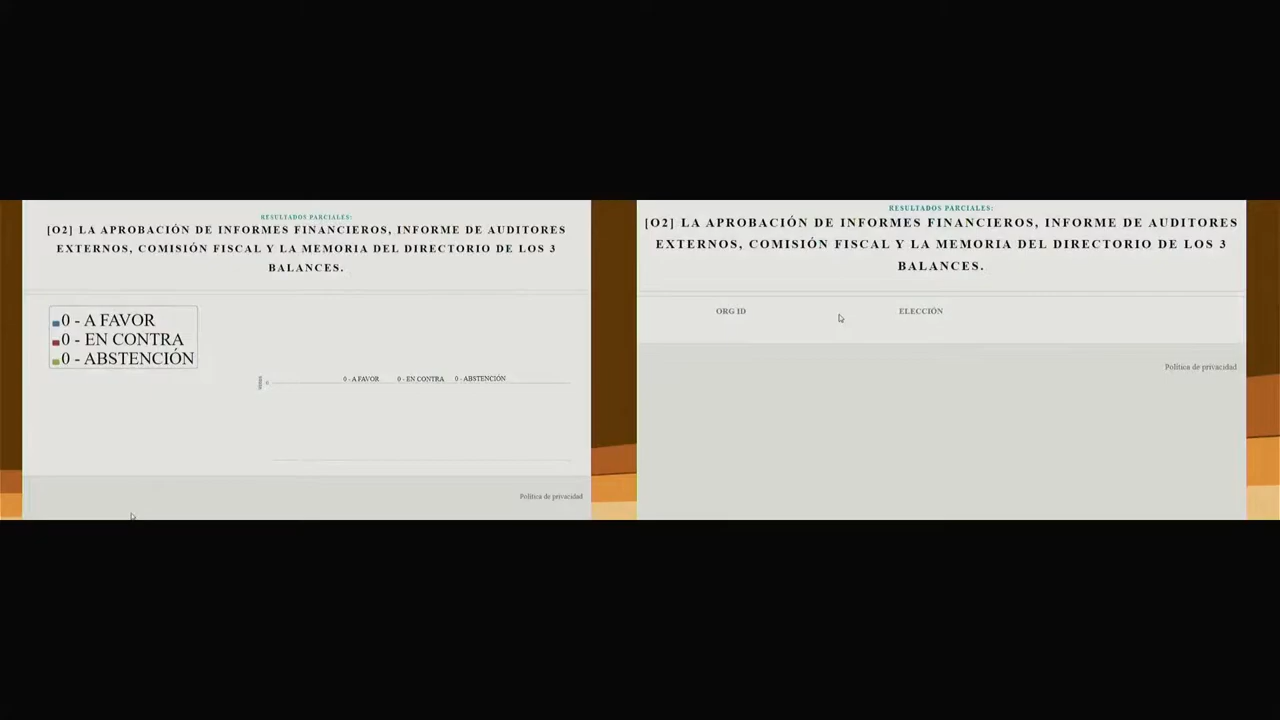 RESULTADOS PARCIALES:
[O2] LA APROBACIÓN DE INFORMES FINANCIEROS, INFORME DE AUDITORES
EXTERNOS, COMISIÓN FISCAL Y LA MEMORIA DEL DIRECTORIO DE LOS 3
BALANCES.
0 - A FAVOR
0 - EN CONTRA
0 - ABSTENCIÓN
0
0 - A FAVOR
0 - EN CONTRA
0 - ABSTENCIÓN
Política de privacidad
RESULTADOS PARCIALES:
[O2] LA APROBACIÓN DE INFORMES FINANCIEROS, INFORME DE AUDITORES
EXTERNOS, COMISIÓN FISCAL Y LA MEMORIA DEL DIRECTORIO DE LOS 3
BALANCES.
ORG ID
ELECCIÓN
Política de privacidad